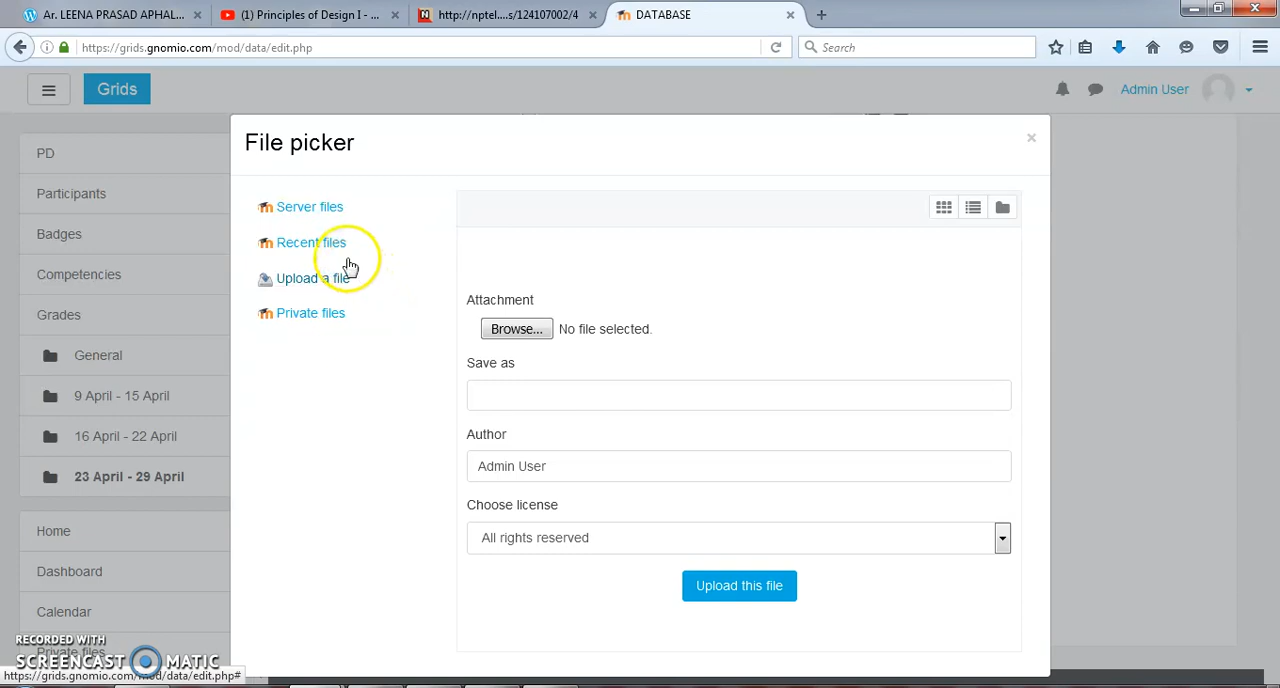 Ar. LEENA PRASAD APHAL...
(1) Principles of Design I - ...
http://nptel....s/124107002/4
DATABASE
https://grids.gnomio.com/mod/data/edit.php
Search
Grids
Admin User
File picker
PD
Participants
Badges
Competencies
Grades
General
9 April - 15 April
16 April - 22 April
23 April - 29 April
Home
Dashboard
Calendar
Private files
Server files
Recent files
Upload a file
Private files
Attachment
Browse... No file selected.
Save as
Author
Admin User
Choose license
All rights reserved
Upload this file
RECORDED WITH
SCREENCAST MATIC
https://grids.gnomio.com/mod/data/edit.php#